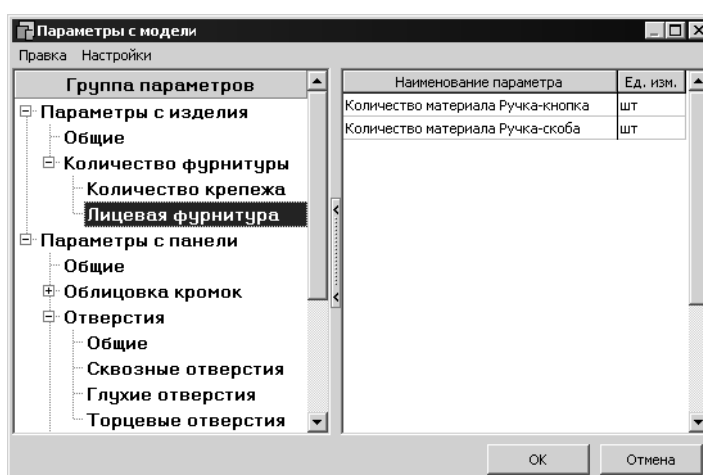 Параметры с модели
Правка Настройки
Группа параметров
Параметры с изделия
Общие
Количество фурнитуры
Количество крепежа
Лицевая фурнитура
Параметры с панели
Общие
Облицовка кромок
Отверстия
Общие
Сквозные отверстия
Глухие отверстия
Торцевые отверстия
Наименование параметра Ед. изм.
Количество материала Ручка-кнопка шт
Количество материала Ручка-скоба шт
ОК Отмена